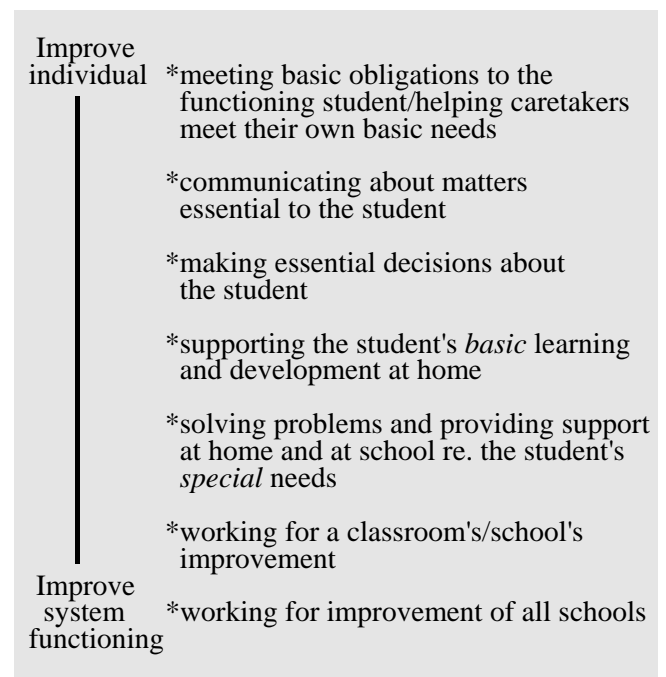 Improve
individual *meeting basic obligations to the
functioning student/helping caretakers
meet their own basic needs
*communicating about matters
essential to the student
*making essential decisions about
the student
*supporting the student's basic learning
and development at home
*solving problems and providing support
at home and at school re. the student's
special needs
*working for a classroom's/school's
improvement
Improve
system *working for improvement of all schools
functioning